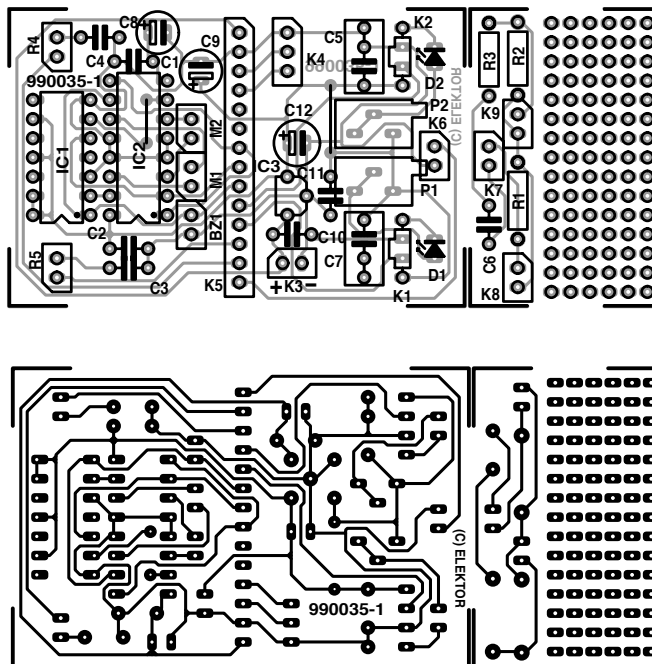 R4
C8
C4
C1
C9
990035-1
IC1
IC2
M2
M1
BZ1
C2
C3
R5
K5
K4
C5
K2
D2
P2
K6
(C) ELEKTOR
C12
IC3
C11
P1
C10
C7
D1
K1
+ K3 -
R3
R2
K9
K7
R1
C6
K8
990035-1
(C) ELEKTOR